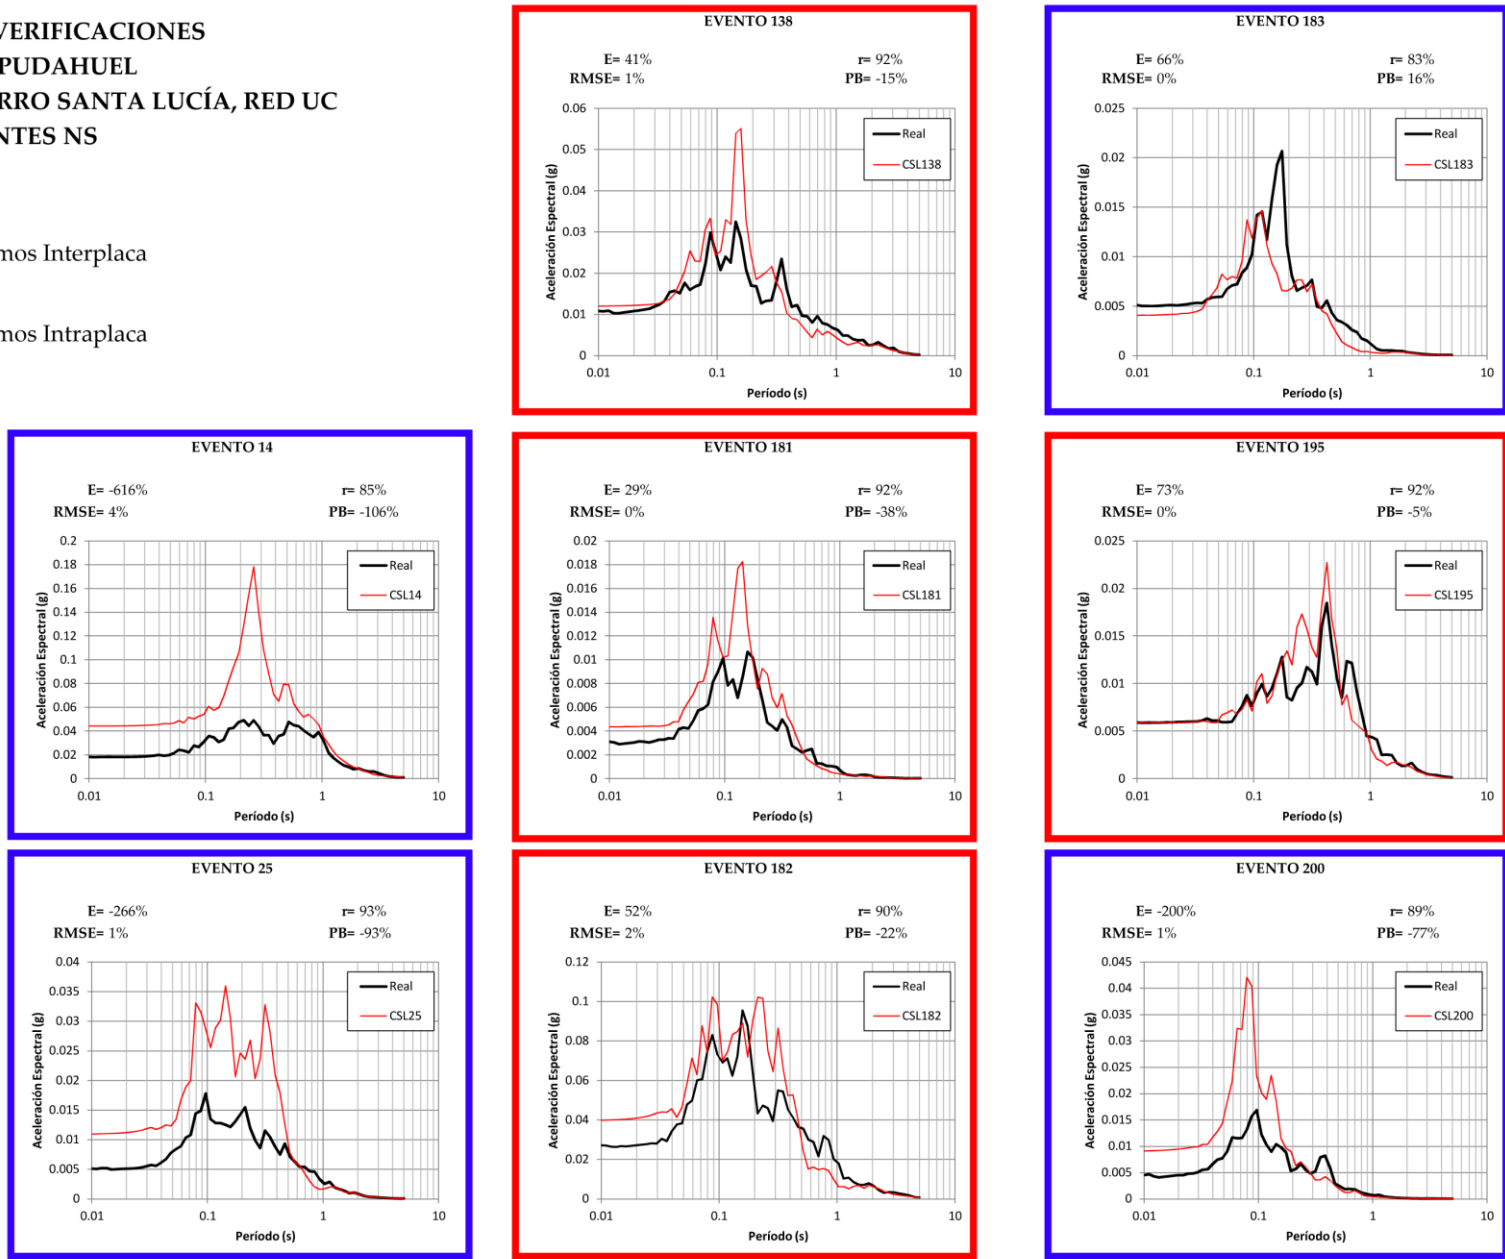 VERIFICACIONES
PUDAHUEL
RRO SANTA LUCÍA, RED UC
NTES NS
mos Interplaca
mos Intraplaca
EVENTO 138
E= 41% r= 92%
RMSE= 1% PB= -15%
Aceleración Espectral (g)
0.06
0.05
0.04
0.03
0.02
0.01
0
Real
CSL138
0.01 0.1 1 10
Período (s)
EVENTO 183
E= 66% r= 83%
RMSE= 0% PB= 16%
Aceleración Espectral (g)
0.025
0.02
0.015
0.01
0.005
0
Real
CSL183
0.01 0.1 1 10
Período (s)
EVENTO 14
E= -616% r= 85%
RMSE= 4% PB= -106%
Aceleración Espectral (g)
0.2
0.18
0.16
0.14
0.12
0.1
0.08
0.06
0.04
0.02
0
Real
CSL14
0.01 0.1 1 10
Período (s)
EVENTO 181
E= 29% r= 92%
RMSE= 0% PB= -38%
Aceleración Espectral (g)
0.02
0.018
0.016
0.014
0.012
0.01
0.008
0.006
0.004
0.002
0
Real
CSL181
0.01 0.1 1 10
Período (s)
EVENTO 195
E= 73% r= 92%
RMSE= 0% PB= -5%
Aceleración Espectral (g)
0.025
0.02
0.015
0.01
0.005
0
Real
CSL195
0.01 0.1 1 10
Período (s)
EVENTO 25
E= -266% r= 93%
RMSE= 1% PB= -93%
Aceleración Espectral (g)
0.04
0.035
0.03
0.025
0.02
0.015
0.01
0.005
0
Real
CSL25
0.01 0.1 1 10
Período (s)
EVENTO 182
E= 52% r= 90%
RMSE= 2% PB= -22%
Aceleración Espectral (g)
0.12
0.1
0.08
0.06
0.04
0.02
0
Real
CSL182
0.01 0.1 1 10
Período (s)
EVENTO 200
E= -200% r= 89%
RMSE= 1% PB= -77%
Aceleración Espectral (g)
0.045
0.04
0.035
0.03
0.025
0.02
0.015
0.01
0.005
0
Real
CSL200
0.01 0.1 1 10
Período (s)